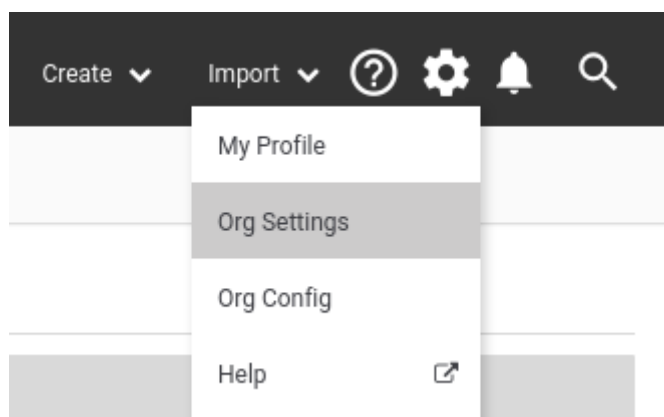 Create Import
My Profile
Org Settings
Org Config
Help